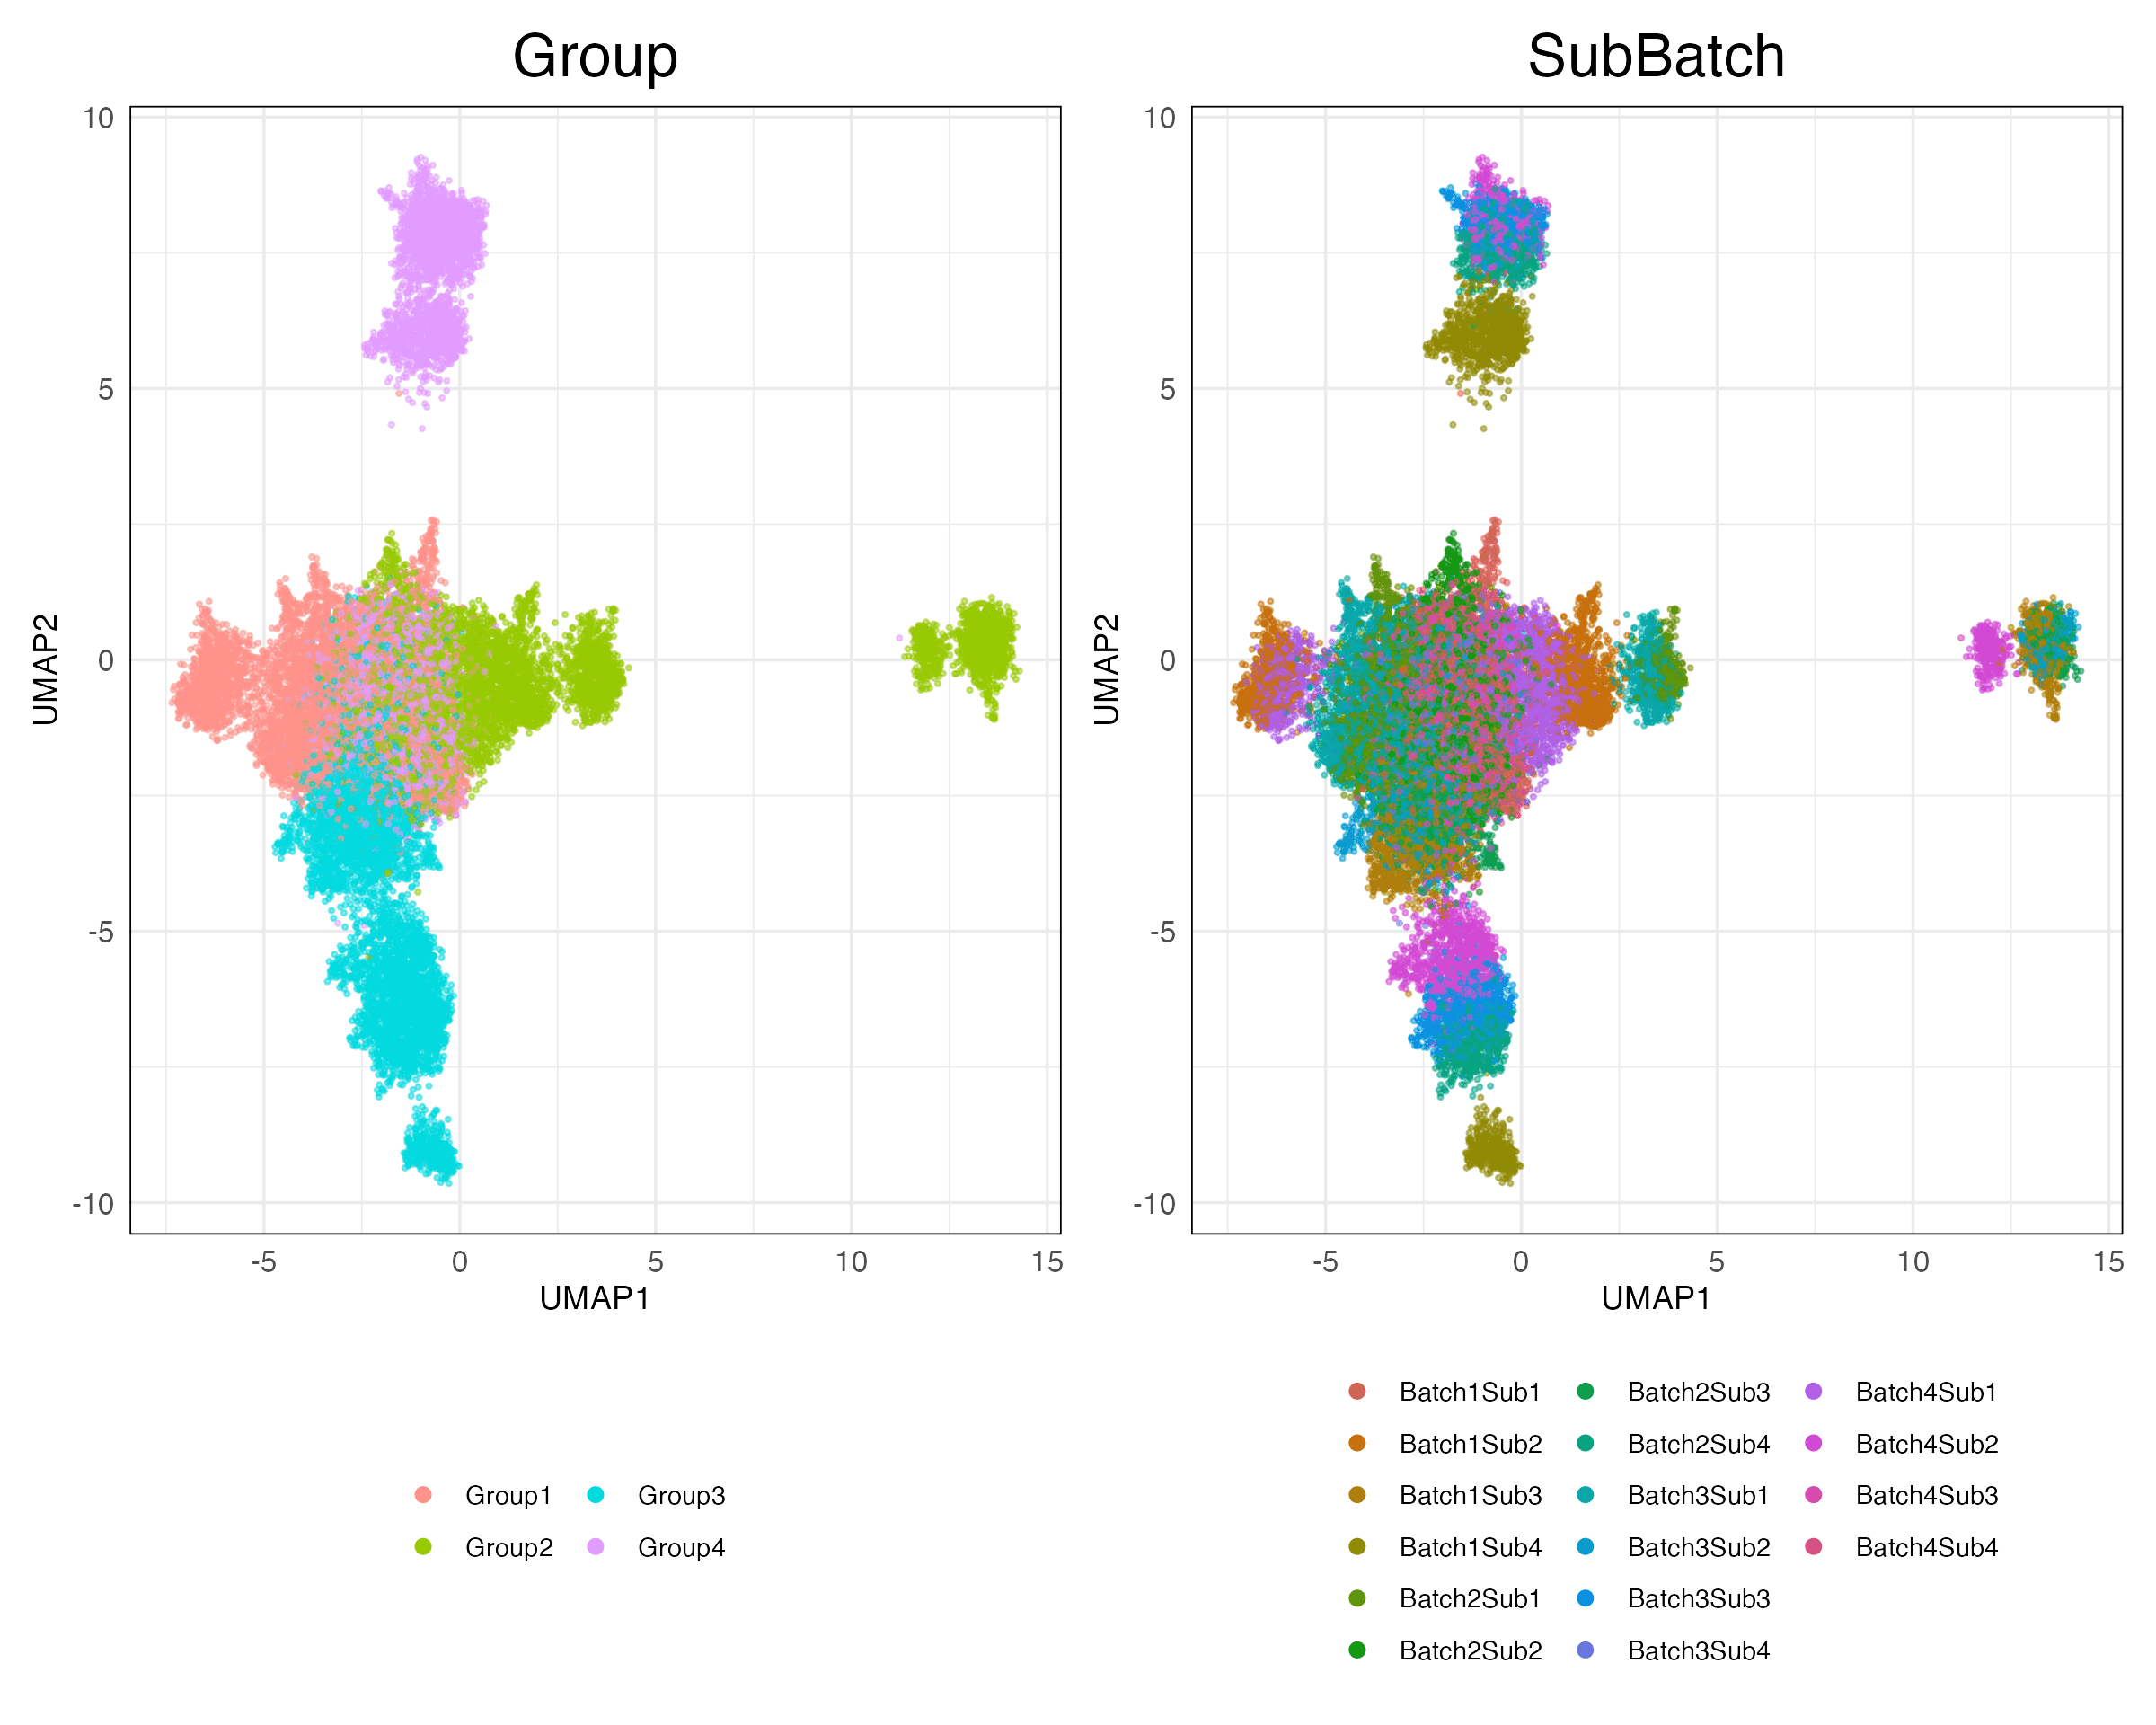 Group
SubBatch
10
5
0
-5
-10
UMAP2
-5 0 5 10 15
UMAP1
10
5
0
-5
-10
UMAP2
-5 0 5 10 15
UMAP1
Group1 Group3
Group2 Group4
Batch1Sub1 Batch2Sub3 Batch4Sub1
Batch1Sub2 Batch2Sub4 Batch4Sub2
Batch1Sub3 Batch3Sub1 Batch4Sub3
Batch1Sub4 Batch3Sub2 Batch4Sub4
Batch2Sub1 Batch3Sub3
Batch2Sub2 Batch3Sub4